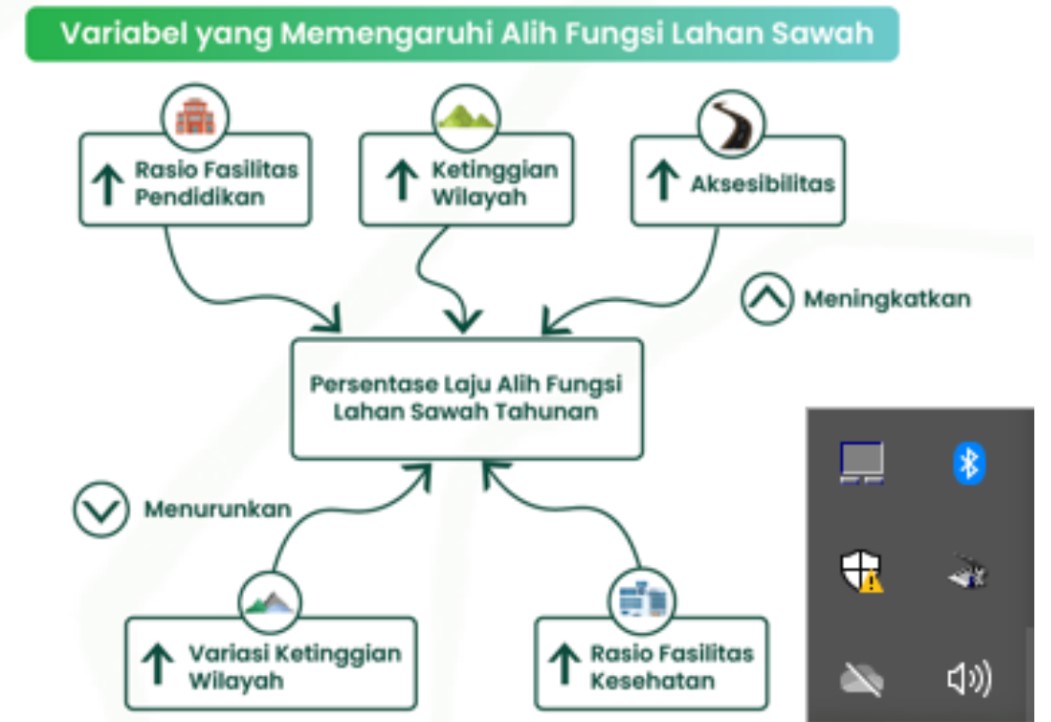 Variabel yang Memengaruhi Alih Fungsi Lahan Sawah
Rasio Fasilitas
Pendidikan
Ketinggian
Wilayah
Aksesibilitas
Meningkatkan
Persentase Laju Alih Fungsi
Lahan Sawah Tahunan
Menurunkan
Variasi Ketinggian
Wilayah
Rasio Fasilitas
Kesehatan